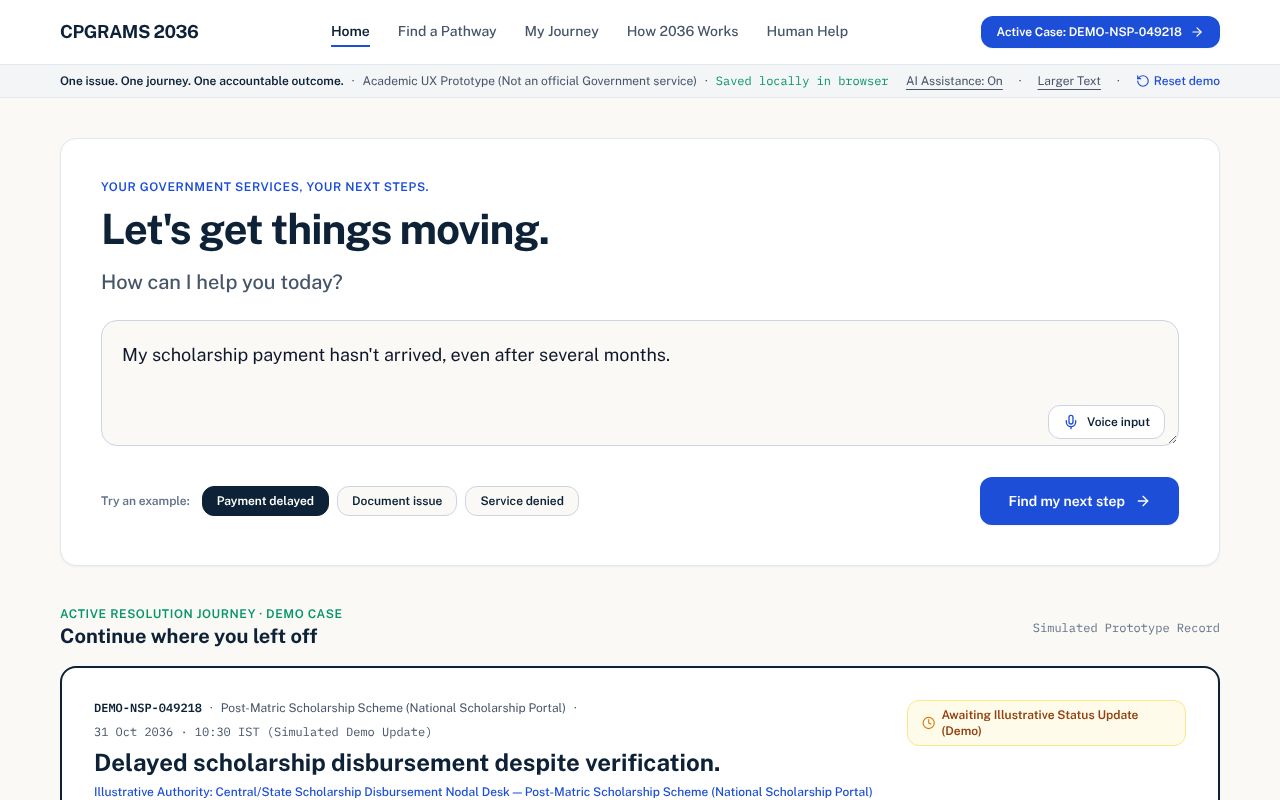 CPGRAMS 2036
Home Find a Pathway My Journey How 2036 Works Human Help
Active Case: DEMO-NSP-049218 →
One issue. One journey. One accountable outcome. · Academic UX Prototype (Not an official Government service) · Saved locally in browser AI Assistance: On · Larger Text · Reset demo
YOUR GOVERNMENT SERVICES, YOUR NEXT STEPS.
Let's get things moving.
How can I help you today?
My scholarship payment hasn't arrived, even after several months.
Voice input
Try an example: Payment delayed Document issue Service denied
Find my next step →
ACTIVE RESOLUTION JOURNEY · DEMO CASE
Continue where you left off
Simulated Prototype Record
DEMO-NSP-049218 · Post-Matric Scholarship Scheme (National Scholarship Portal) ·
31 Oct 2036 · 10:30 IST (Simulated Demo Update)
Awaiting Illustrative Status Update
(Demo)
Delayed scholarship disbursement despite verification.
Illustrative Authority: Central/State Scholarship Disbursement Nodal Desk — Post-Matric Scholarship Scheme (National Scholarship Portal)